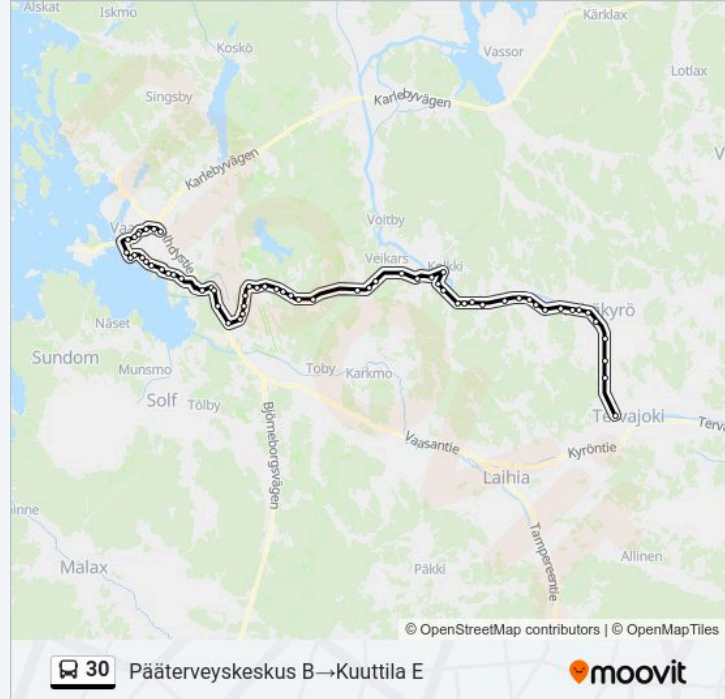 Alskat
Iskmo
Kärklax
Koskö
Vassor
Lotlax
Singsby
Karlebyvägen
Karlebyvägen
Voitby
Veikars
Näset
Sundom
Munsmo
Toby
Karkmo
Solf
Tölby
Björneborgsvägen
Tervajoki
Vaasantie
Kyröntie
Laihia
Tampereentie
Allinen
Päkki
Malax
© OpenStreetMap contributors | © OpenMapTiles
30 Pääterveyskeskus B→Kuuttila E
moovit